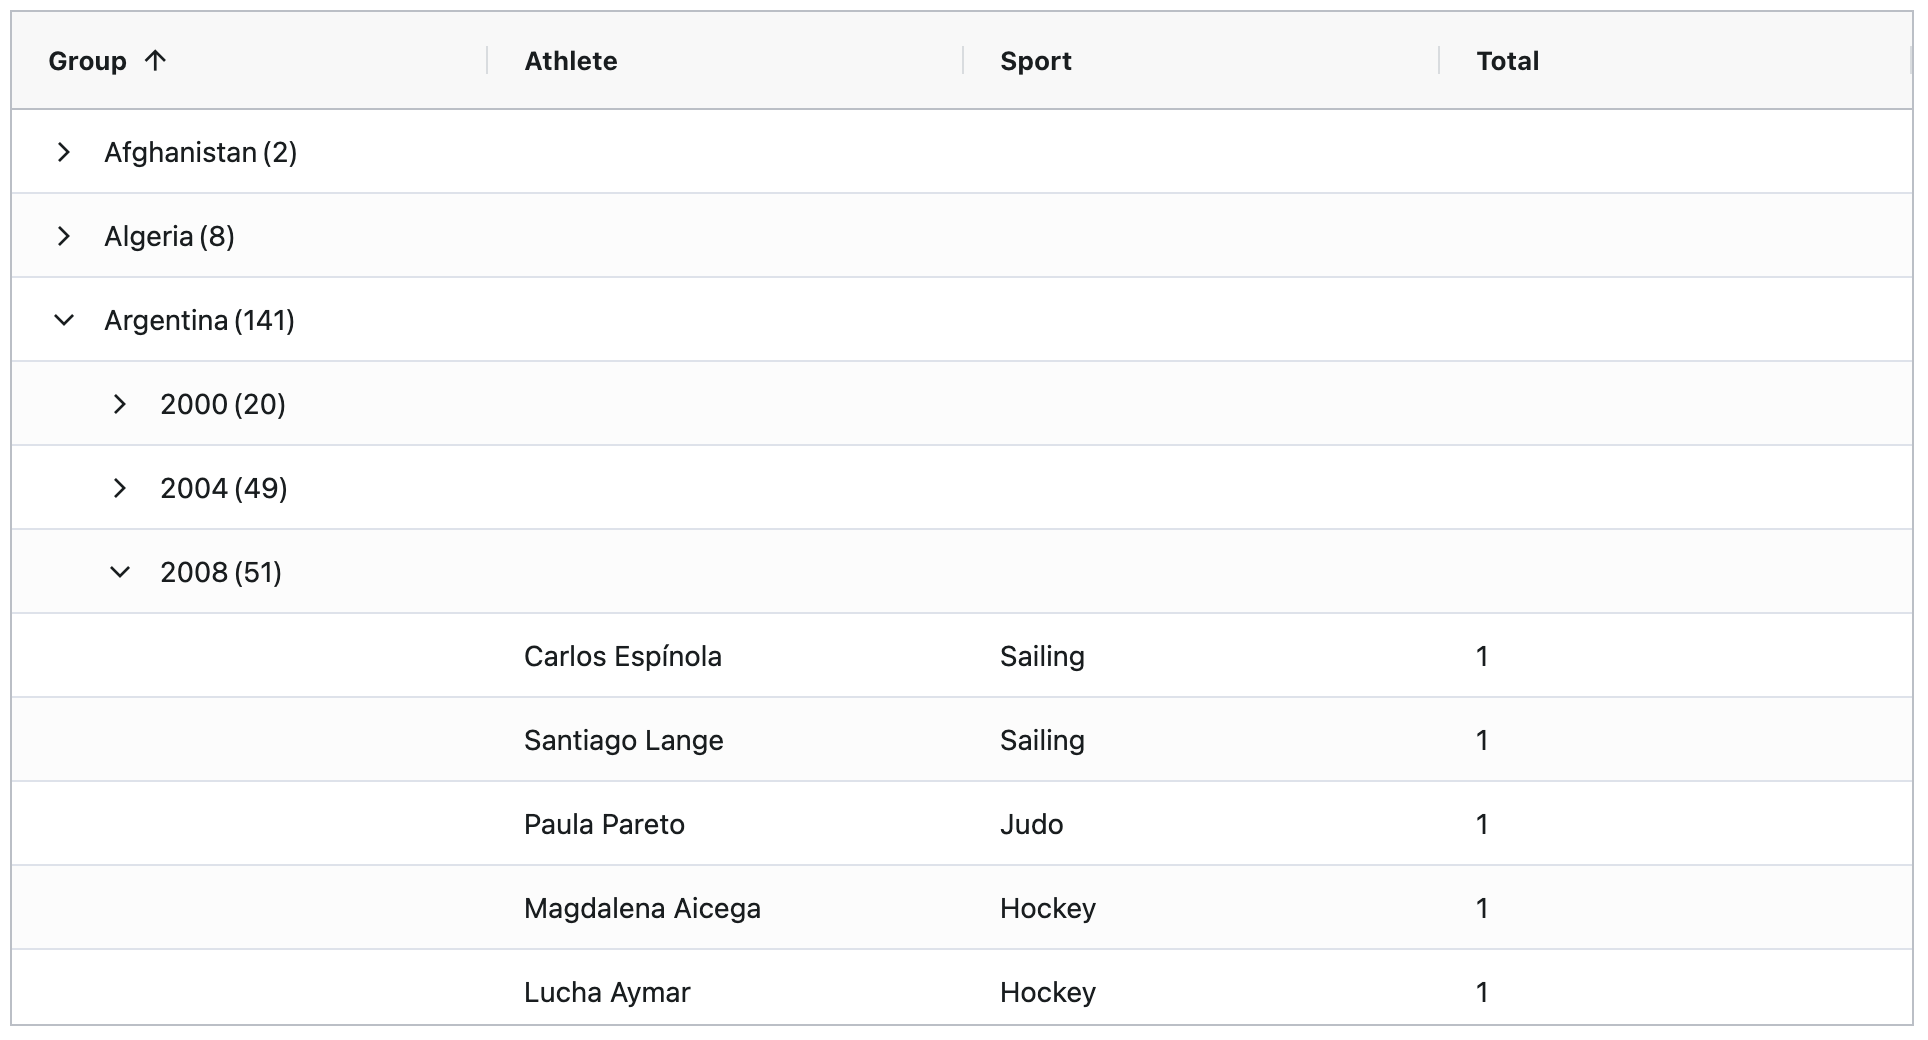 Group Athlete Sport Total
Afghanistan (2)
Algeria (8)
Argentina (141)
2000 (20)
2004 (49)
2008 (51)
Carlos Espínola Sailing 1
Santiago Lange Sailing 1
Paula Pareto Judo 1
Magdalena Aicega Hockey 1
Lucha Aymar Hockey 1